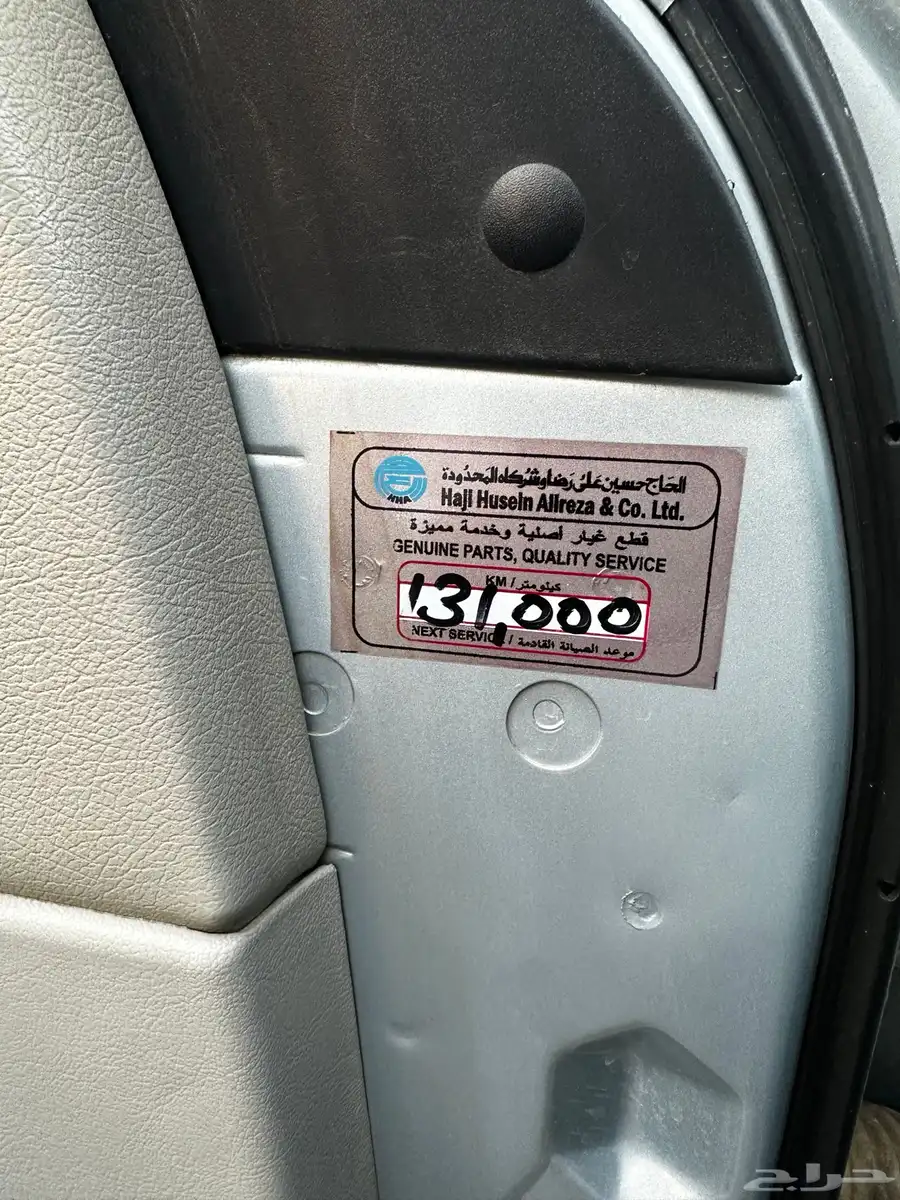 الحاج حسين علي رضا وشركاه المحدودة
HHA
Haji Husein Alireza & Co. Ltd.
قطع غيار أصلية وخدمة مميزة
GENUINE PARTS, QUALITY SERVICE
KM / كيلومتر
131,000
NEXT SERVICE / موعد الصيانة القادمة
حراج